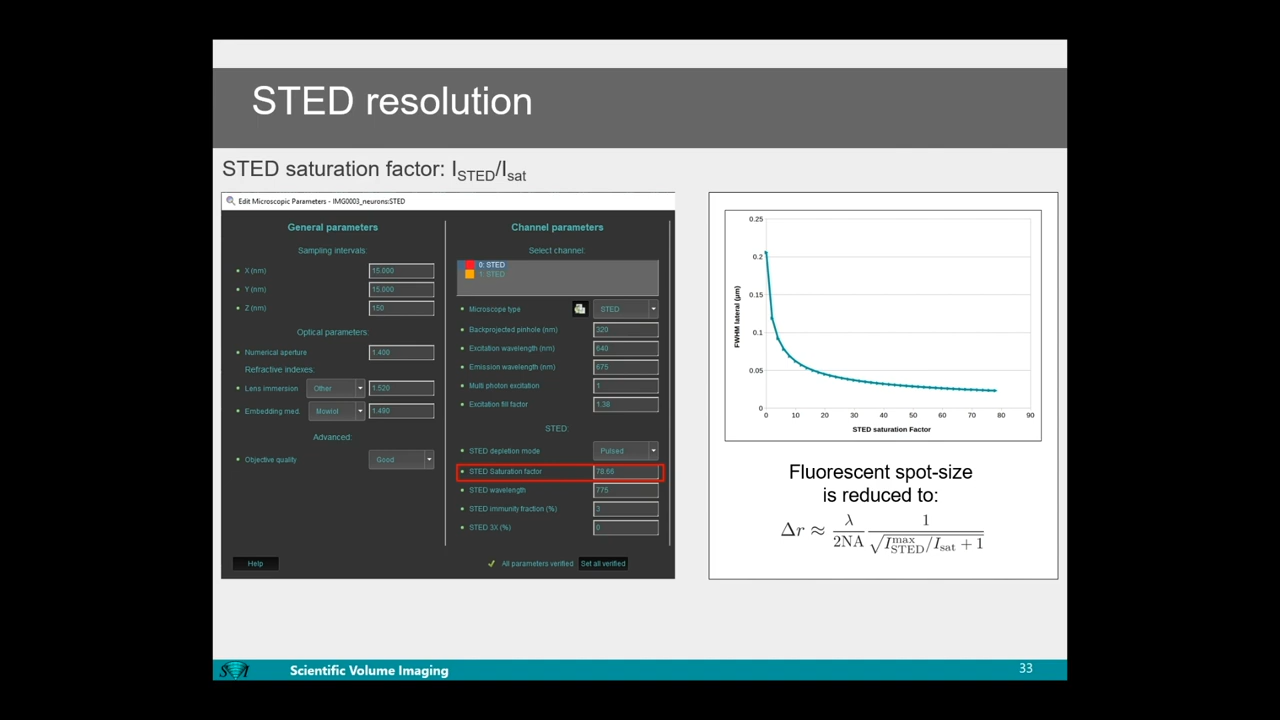 STED resolution
STED saturation factor: I_STED/I_sat
Edit Microscopic Parameters - IMG0003_neurons:STED
General parameters
Sampling intervals:
X (nm) 15.000
Y (nm) 15.000
Z (nm) 150
Optical parameters:
Numerical aperture 1.400
Refractive indexes:
Lens immersion Other 1.520
Embedding med. Mowiol 1.490
Advanced:
Objective quality Good
Help
Channel parameters
Select channel:
0: STED
1: STED
Microscope type STED
Backprojected pinhole (nm) 320
Excitation wavelength (nm) 640
Emission wavelength (nm) 675
Multi photon excitation 1
Excitation fill factor 1.38
STED:
STED depletion mode Pulsed
STED Saturation factor 78.66
STED wavelength 775
STED immunity fraction (%) 3
STED 3X (%) 0
All parameters verified Set all verified
0.25
0.2
0.15
0.1
0.05
0
FWHM lateral (µm)
0 10 20 30 40 50 60 70 80 90
STED saturation Factor
Fluorescent spot-size
is reduced to:
Δr ≈ λ/2NA 1/√(I_STED^max/I_sat + 1)
SVI
Scientific Volume Imaging
33